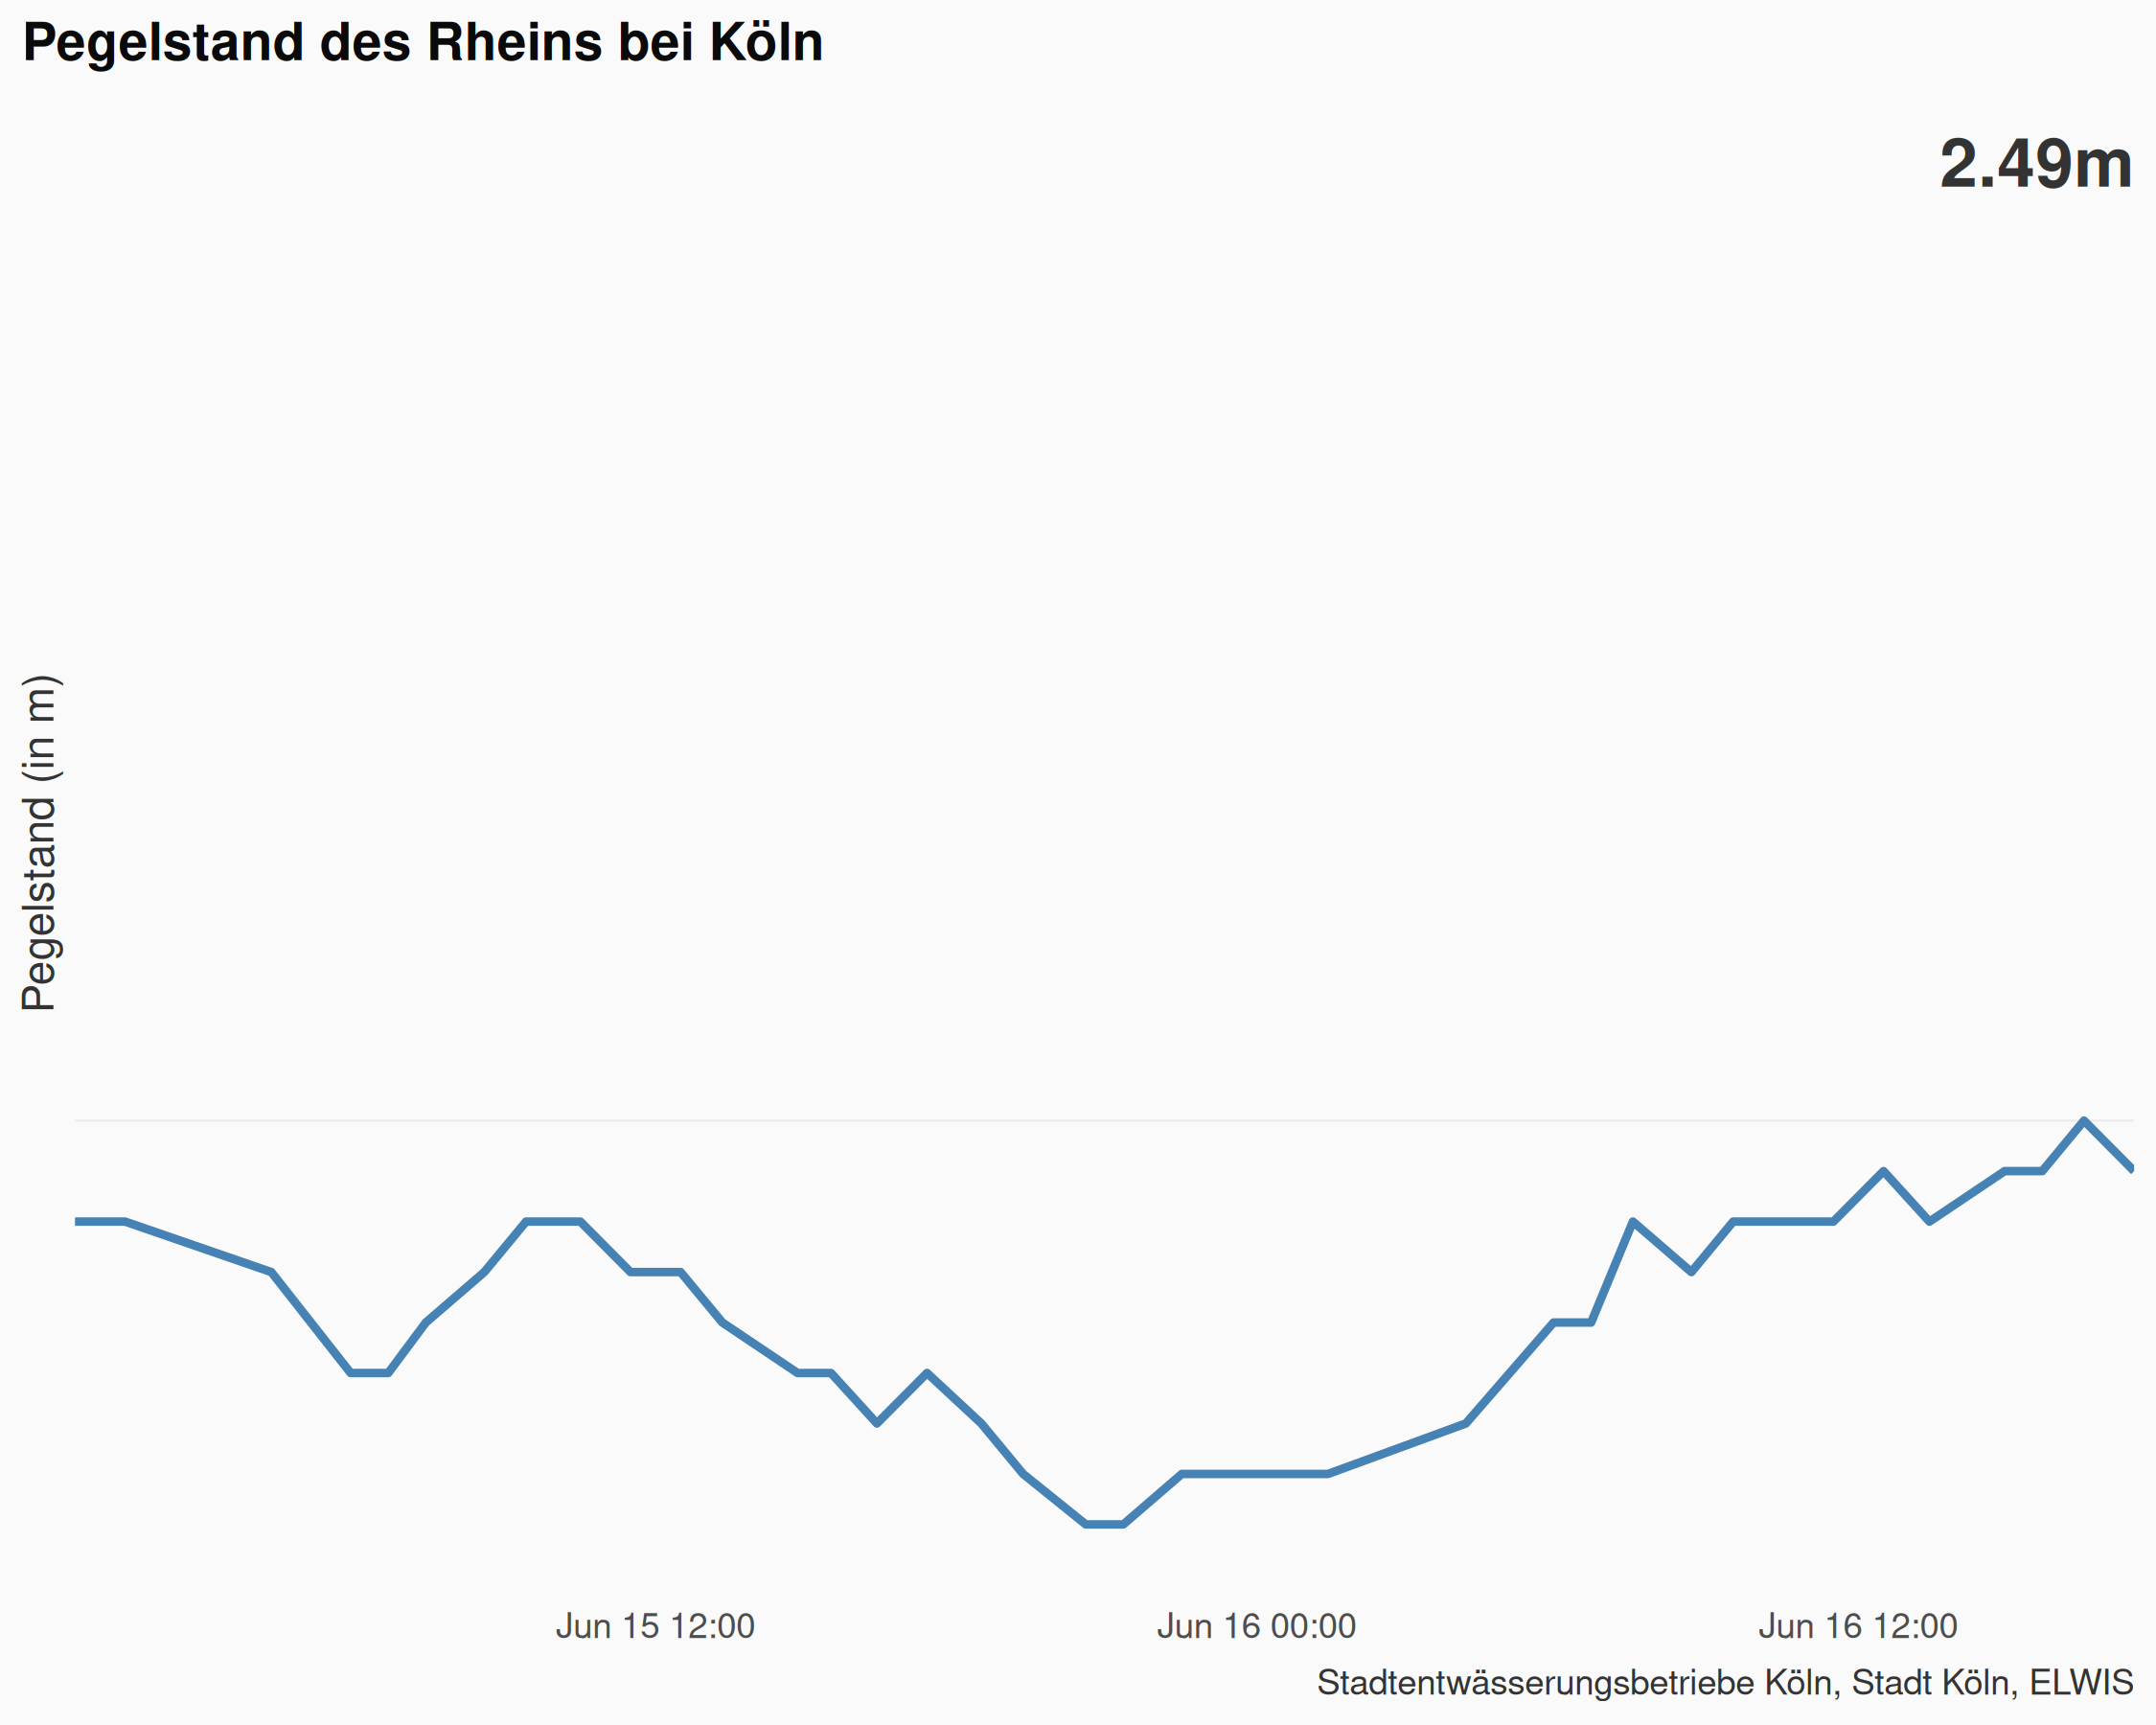 Pegelstand des Rheins bei Köln
2.49m
Pegelstand (in m)
Jun 15 12:00
Jun 16 00:00
Jun 16 12:00
Stadtentwässerungsbetriebe Köln, Stadt Köln, ELWIS